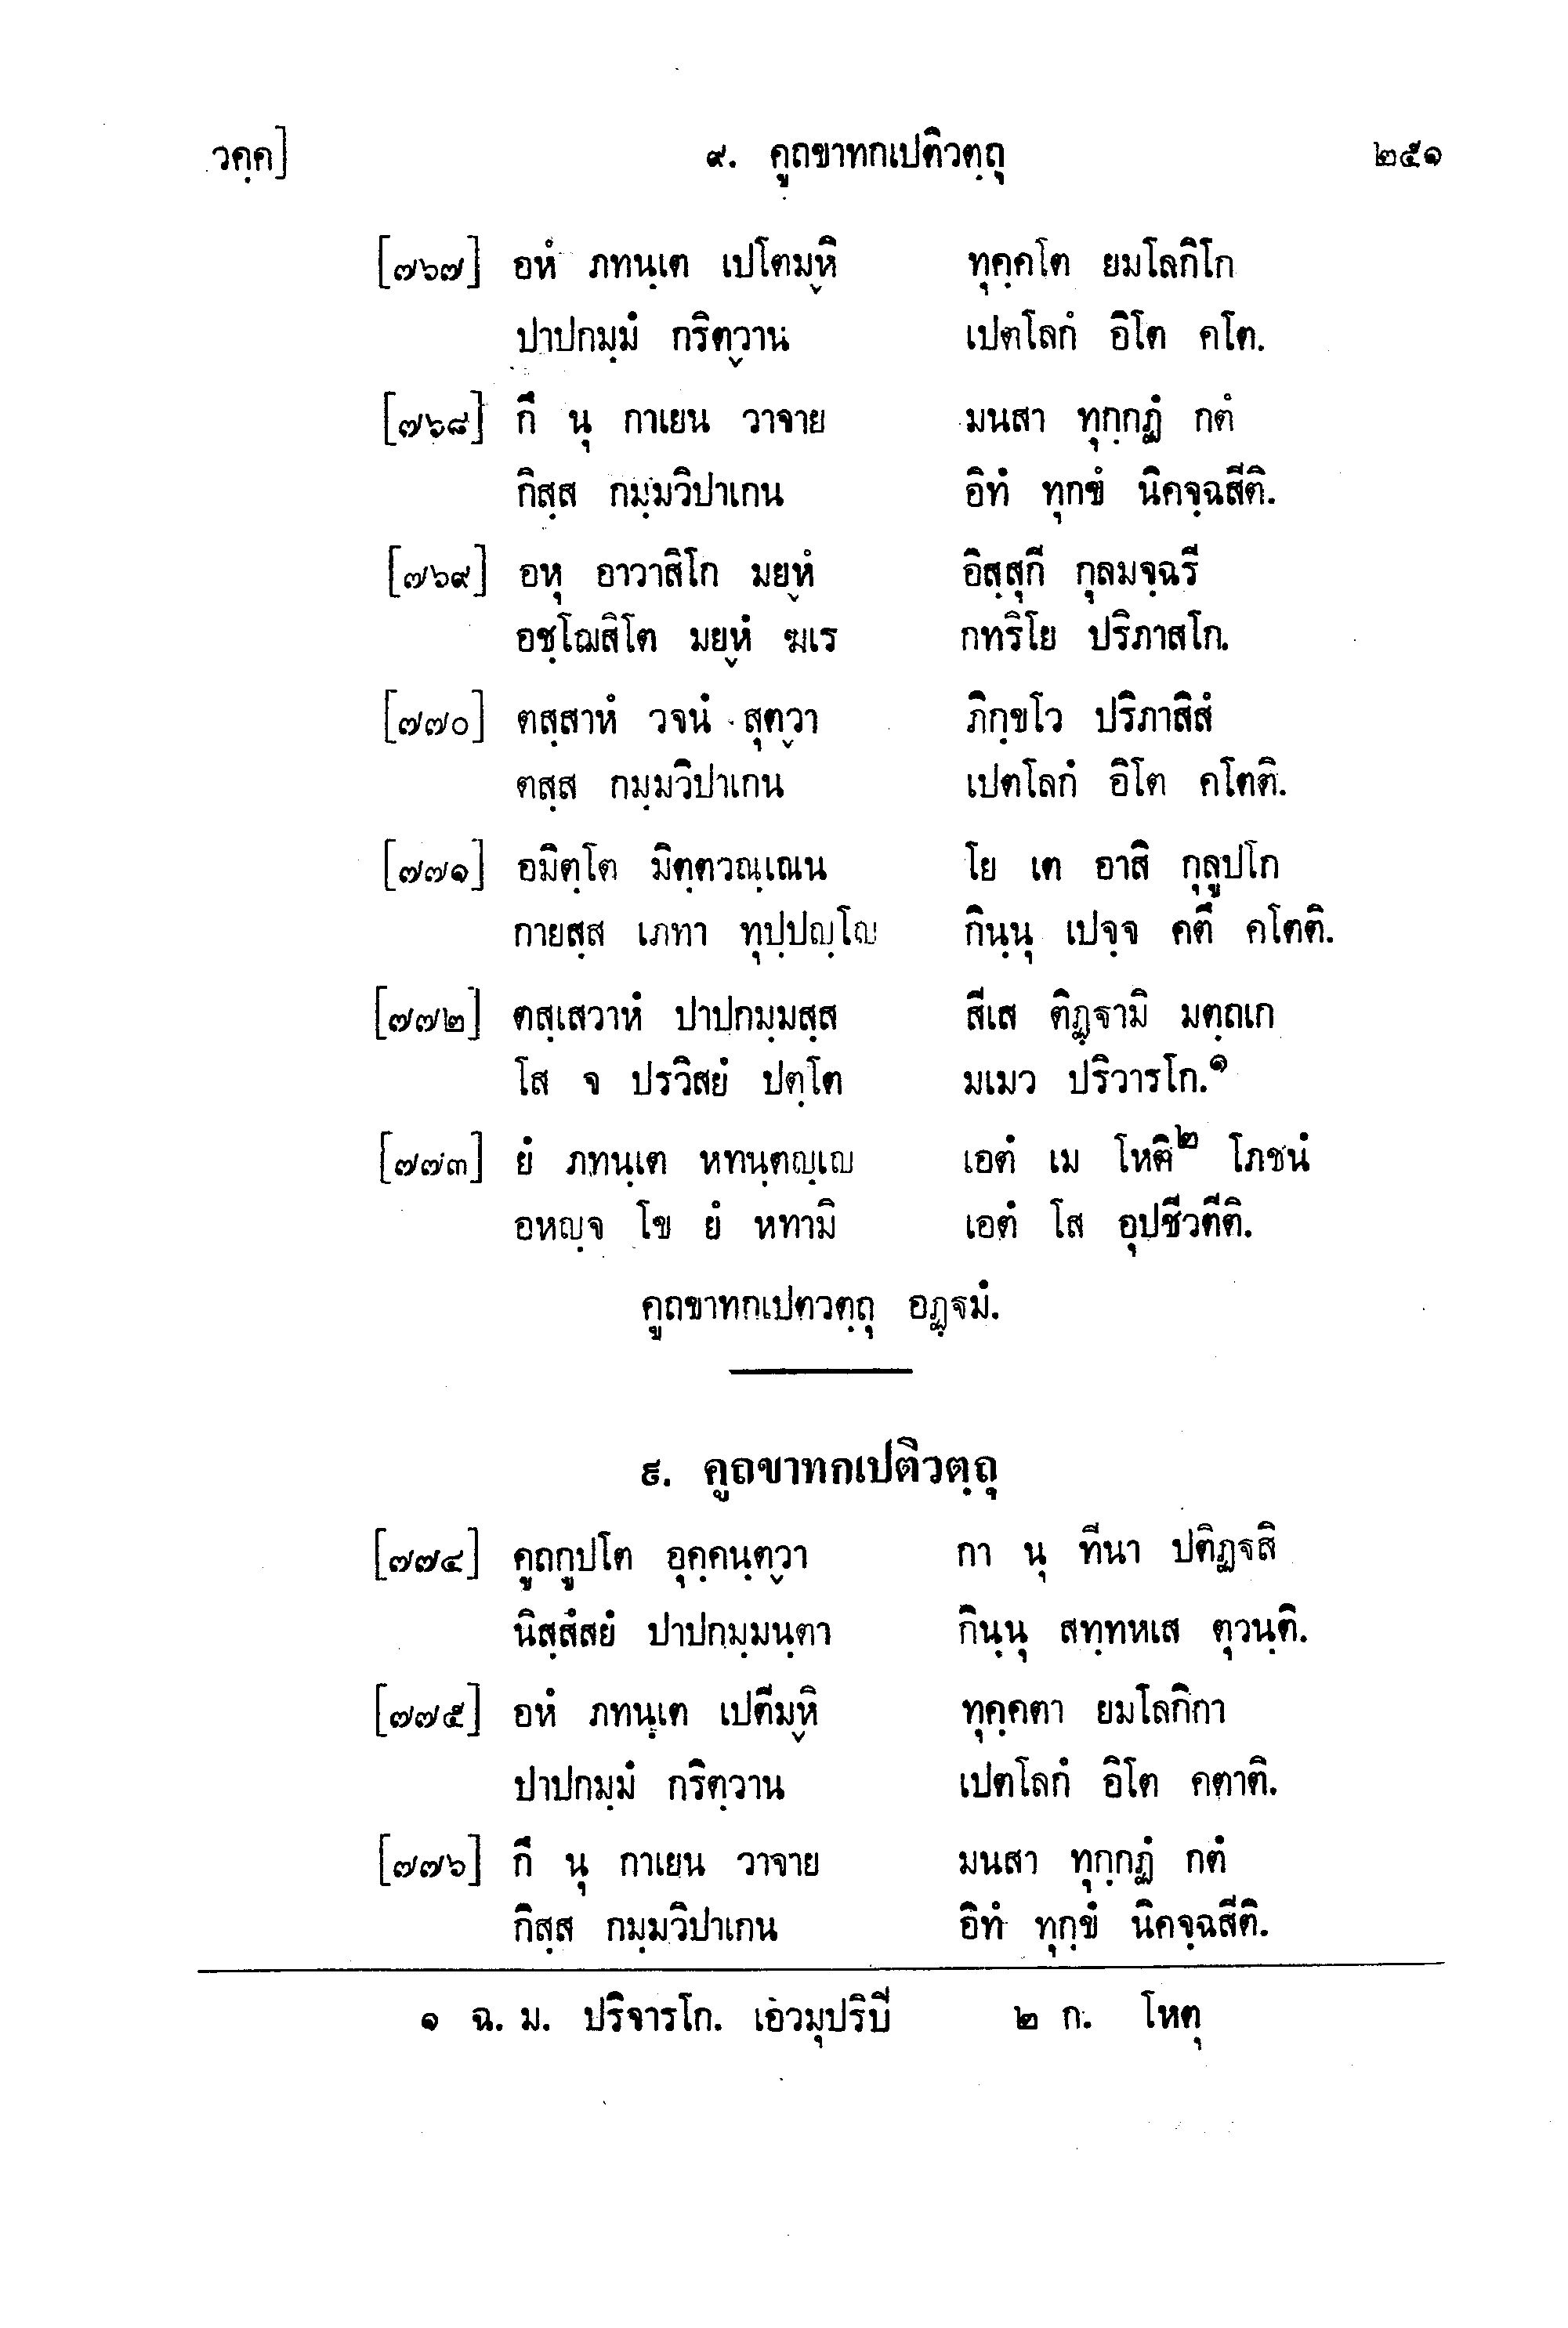 วคฺค] ๙. คูถขาทกเปติวตฺถุ ๒๕๑
[๗๖๗] อหํ ภทนฺเต เปโตมฺหิ ทุคฺคโต ยมโลกิโก
ปาปกมฺมํ กริตฺวาน เปตโลกํ อิโต คโต.
[๗๖๘] กึ นุ กาเยน วาจาย มนสา ทุกฺกฏํ กตํ
กิสฺส กมฺมวิปาเกน อิทํ ทุกขํ นิคจฺฉสีติ.
[๗๖๙] อหุ อาวาสิโก มยฺหํ อิสฺสุกี กุลมจฺฉรี
อชฺโฌสิโต มยฺหํ ฆเร กทริโย ปริภาสโก.
[๗๗๐] ตสฺสาหํ วจนํ สุตฺวา ภิกฺขโว ปริภาสิสํ
ตสฺส กมฺมวิปาเกน เปตโลกํ อิโต คโตติ.
[๗๗๑] อมิตฺโต มิตฺตวณฺเณน โย เต อาสิ กุลูปโก
กายสฺส เภทา ทุปฺปญฺโญ กินฺนุ เปจฺจ คตึ คโตติ.
[๗๗๒] ตสฺเสวาหํ ปาปกมฺมสฺส สีเส ติฏฺฐามิ มตฺถเก
โส จ ปรวิสยํ ปตฺโต มเมว ปริวารโก.๑
[๗๗๓] ยํ ภทนฺเต หทนฺตญฺเญ เอตํ เม โหติ๒ โภชนํ
อหญฺจ โข ยํ หทามิ เอตํ โส อุปชีวตีติ.
คูถขาทกเปตวตฺถุ อฏฺฐมํ.
๙. คูถขาทกเปติวตฺถุ
[๗๗๔] คูถกูปโต อุคฺคนฺตฺวา กา นุ ทีนา ปติฏฺฐสิ
นิสฺสํสยํ ปาปกมฺมนฺตา กินฺนุ สทฺทหเส ตุวนฺติ.
[๗๗๕] อหํ ภทนฺเต เปตีมฺหิ ทุคฺคตา ยมโลกิกา
ปาปกมฺมํ กริตฺวาน เปตโลกํ อิโต คตาติ.
[๗๗๖] กึ นุ กาเยน วาจาย มนสา ทุกฺกฏํ กตํ
กิสฺส กมฺมวิปาเกน อิทํ ทุกฺขํ นิคจฺฉสีติ.
๑ ฉ. ม. ปริจารโก. เอวมุปริปิ ๒ ก. โหตุ